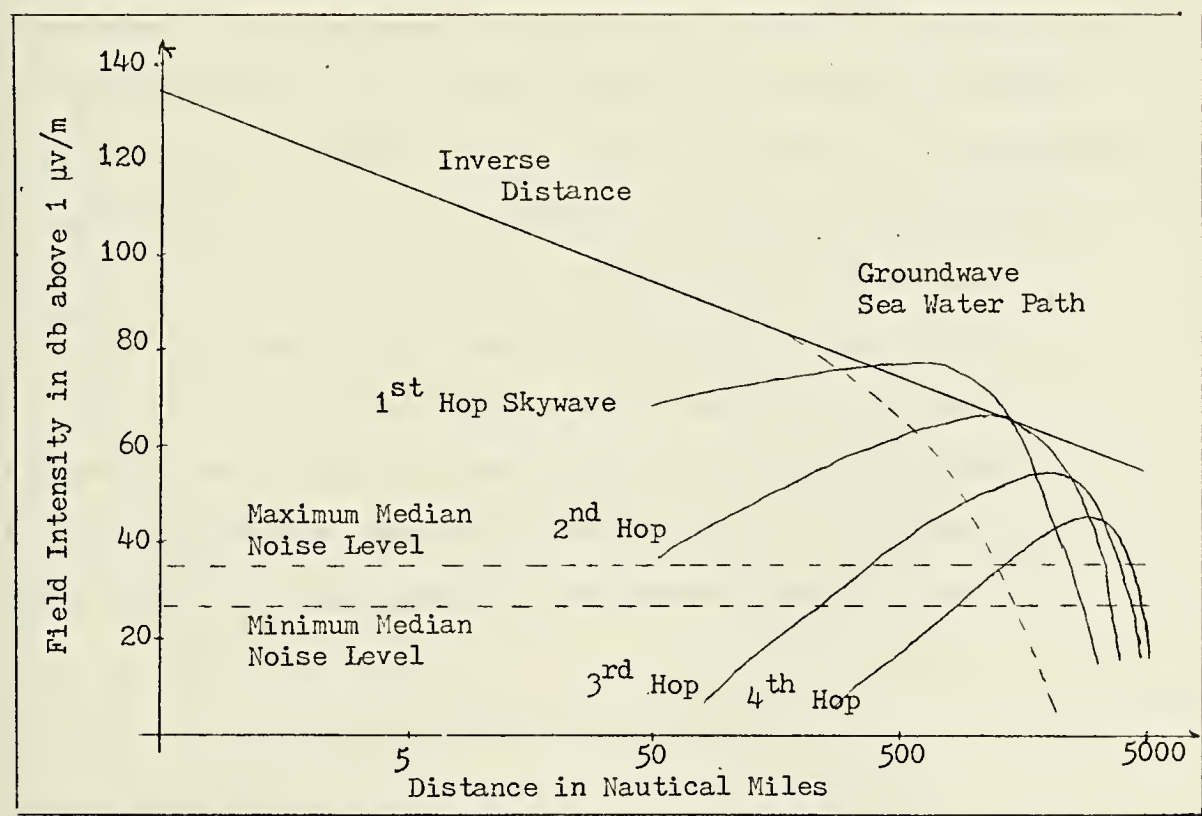 140
120
100
80
60
40
20
Field Intensity in db above 1 μv/m
Inverse
Distance
Groundwave
Sea Water Path
1st Hop Skywave
2nd Hop
Maximum Median
Noise Level
Minimum Median
Noise Level
3rd Hop
4th Hop
5
50
500
5000
Distance in Nautical Miles